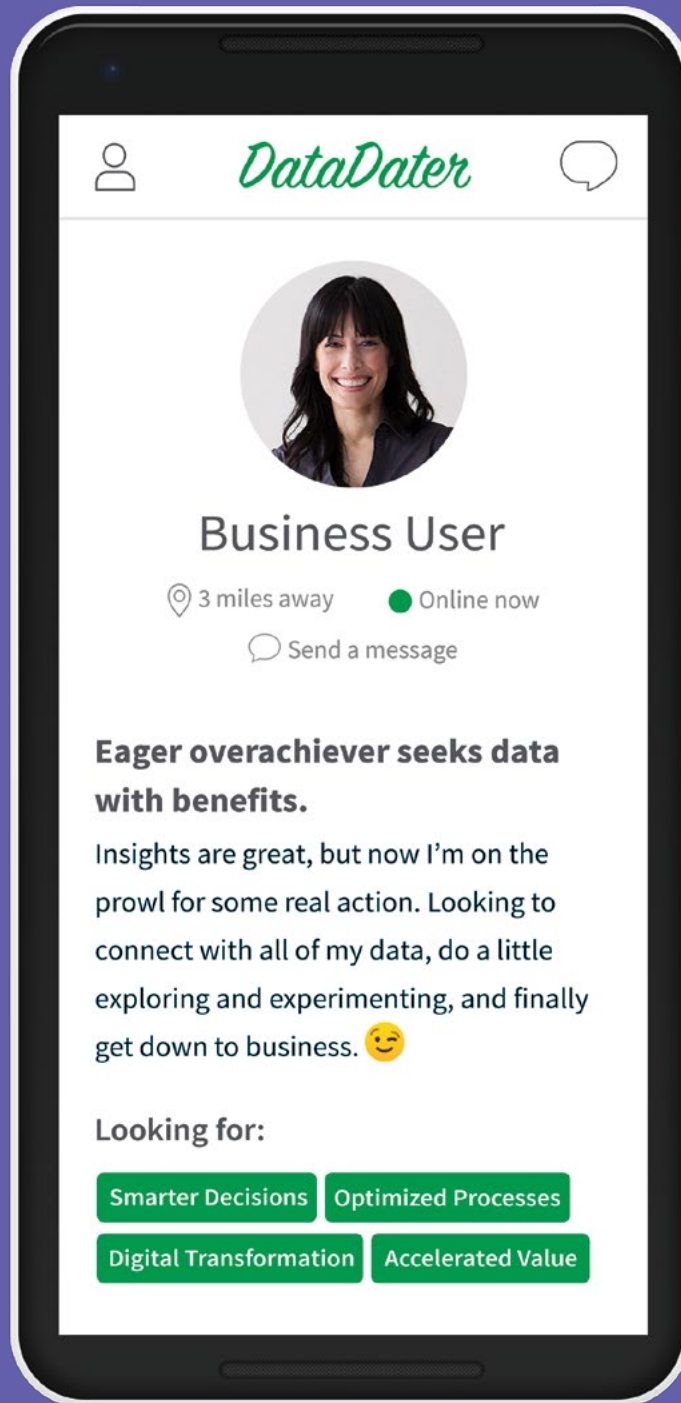 DataDater
Business User
3 miles away
Online now
Send a message
Eager overachiever seeks data
with benefits.
Insights are great, but now I’m on the
prowl for some real action. Looking to
connect with all of my data, do a little
exploring and experimenting, and finally
get down to business. 😉
Looking for:
Smarter Decisions
Optimized Processes
Digital Transformation
Accelerated Value